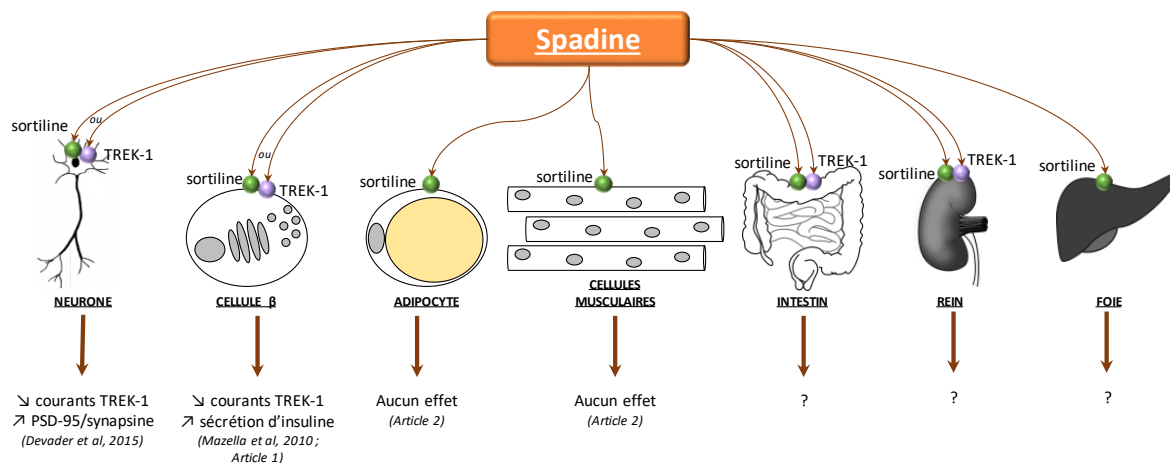 Spadine
sortiline
ou
TREK-1
sortiline
ou
TREK-1
sortiline
sortiline
sortiline
TREK-1
sortiline
TREK-1
sortiline
NEURONE
CELLULE β
ADIPOCYTE
CELLULES
MUSCULAIRES
INTESTIN
REIN
FOIE
↘ courants TREK-1
↗ PSD-95/synapsine
(Devader et al, 2015)
↘ courants TREK-1
↗ sécrétion d'insuline
(Mazella et al, 2010 ;
Article 1)
Aucun effet
(Article 2)
Aucun effet
(Article 2)
?
?
?